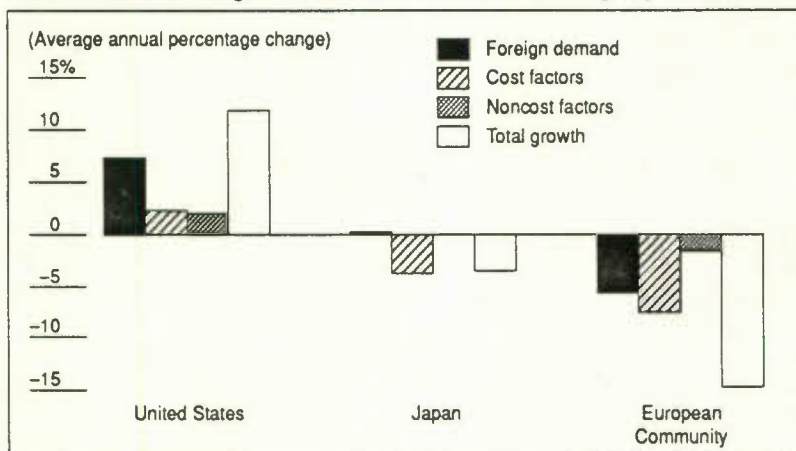 (Average annual percentage change)
15%
10
5
0
-5
-10
-15
Foreign demand
Cost factors
Noncost factors
Total growth
United States
Japan
European
Community